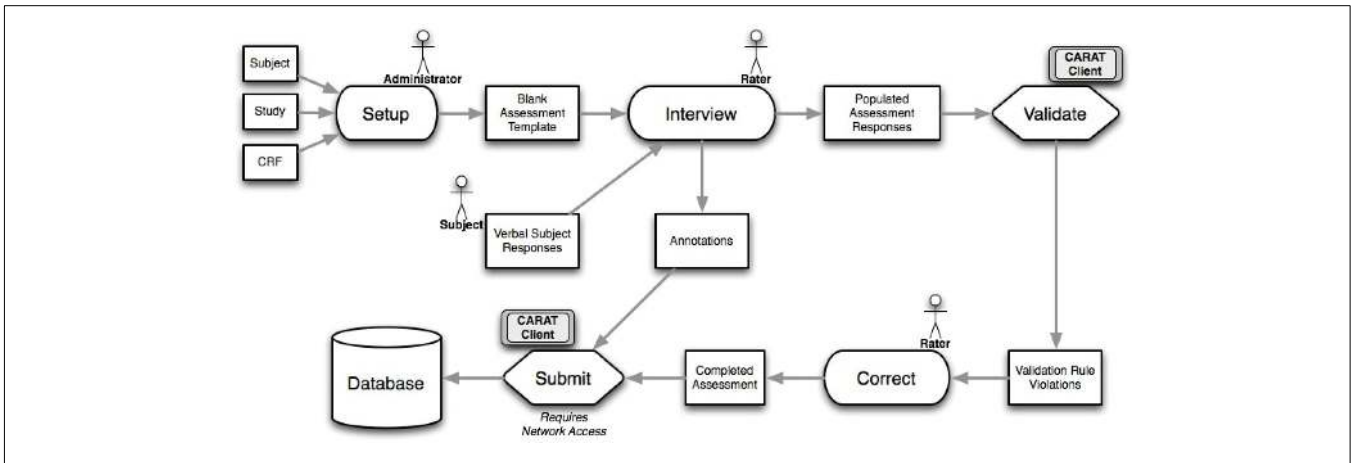 Subject
Study
CRF
Administrator
Setup
Blank
Assessment
Template
Rater
Interview
Populated
Assessment
Responses
CARAT
Client
Validate
Subject
Verbal Subject
Responses
Annotations
CARAT
Client
Database
Submit
Requires
Network Access
Completed
Assessment
Rater
Correct
Validation Rule
Violations